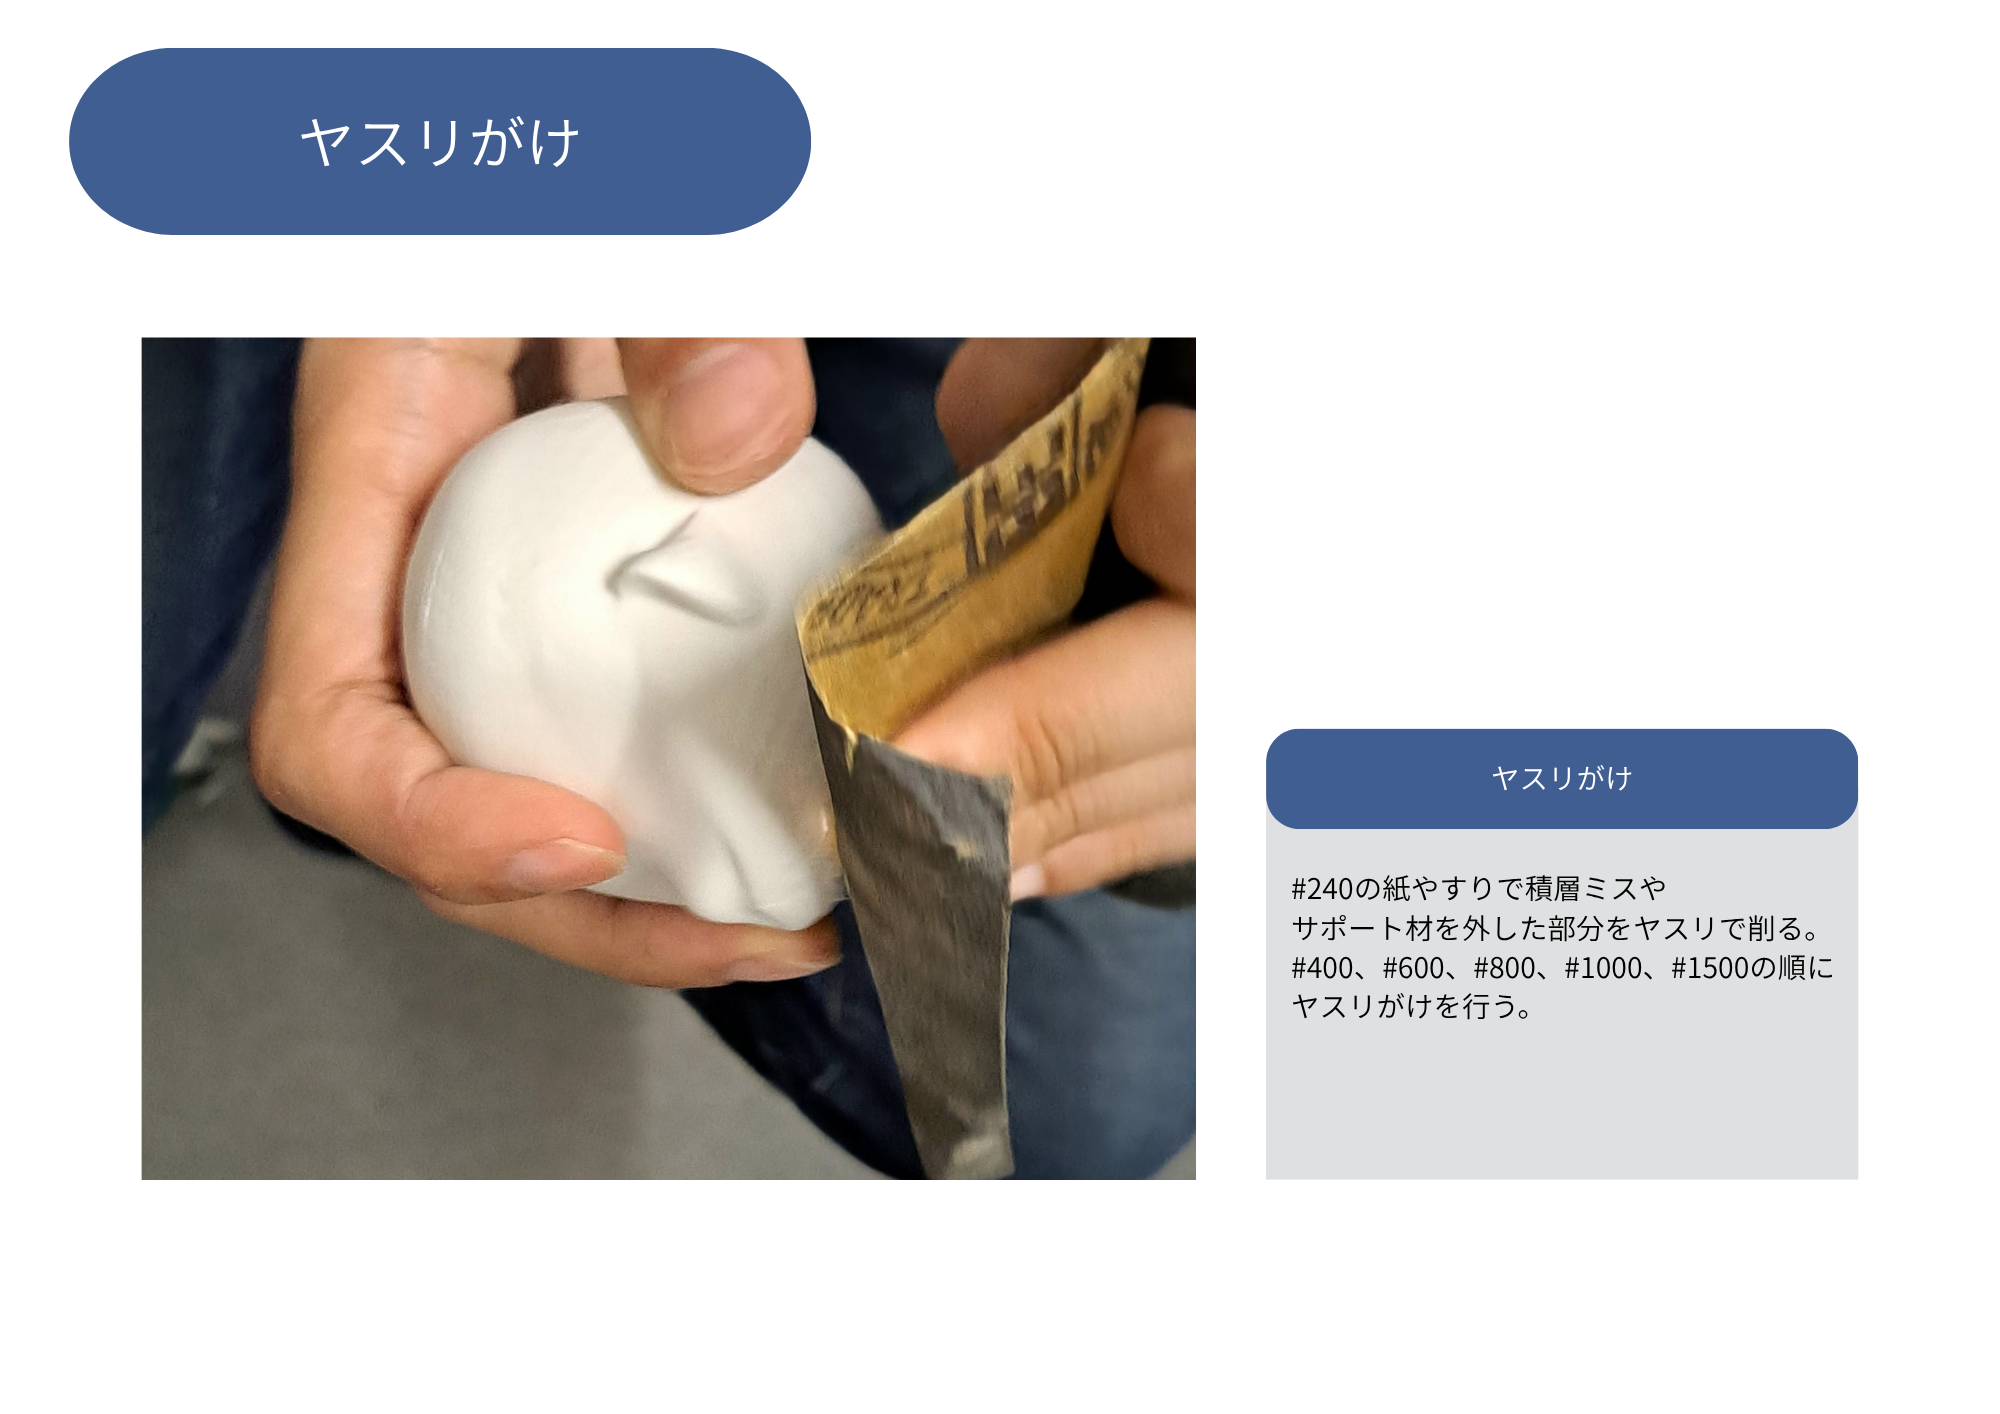 ヤスリがけ
ヤスリがけ
#240の紙やすりで積層ミスや
サポート材を外した部分をヤスリで削る。
#400、#600、#800、#1000、#1500の順に
ヤスリがけを行う。